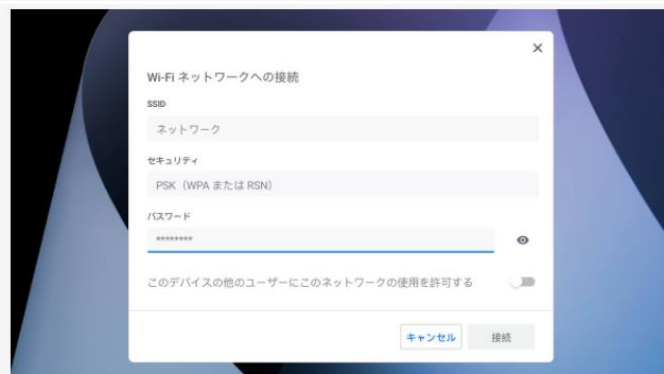 Wi-Fi ネットワークへの接続
SSID
ネットワーク
セキュリティ
PSK（WPA または RSN）
パスワード
********
このデバイスの他のユーザーにこのネットワークの使用を許可する
キャンセル
接続